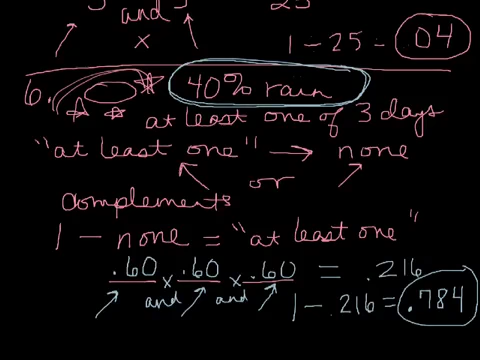 and
x 1 - 25 = .04
6. 40% rain
at least one of 3 days
"at least one" → none
or
complements
1 - none = "at least one"
.60 x .60 x .60 = .216
and and 1 - .216 = .784